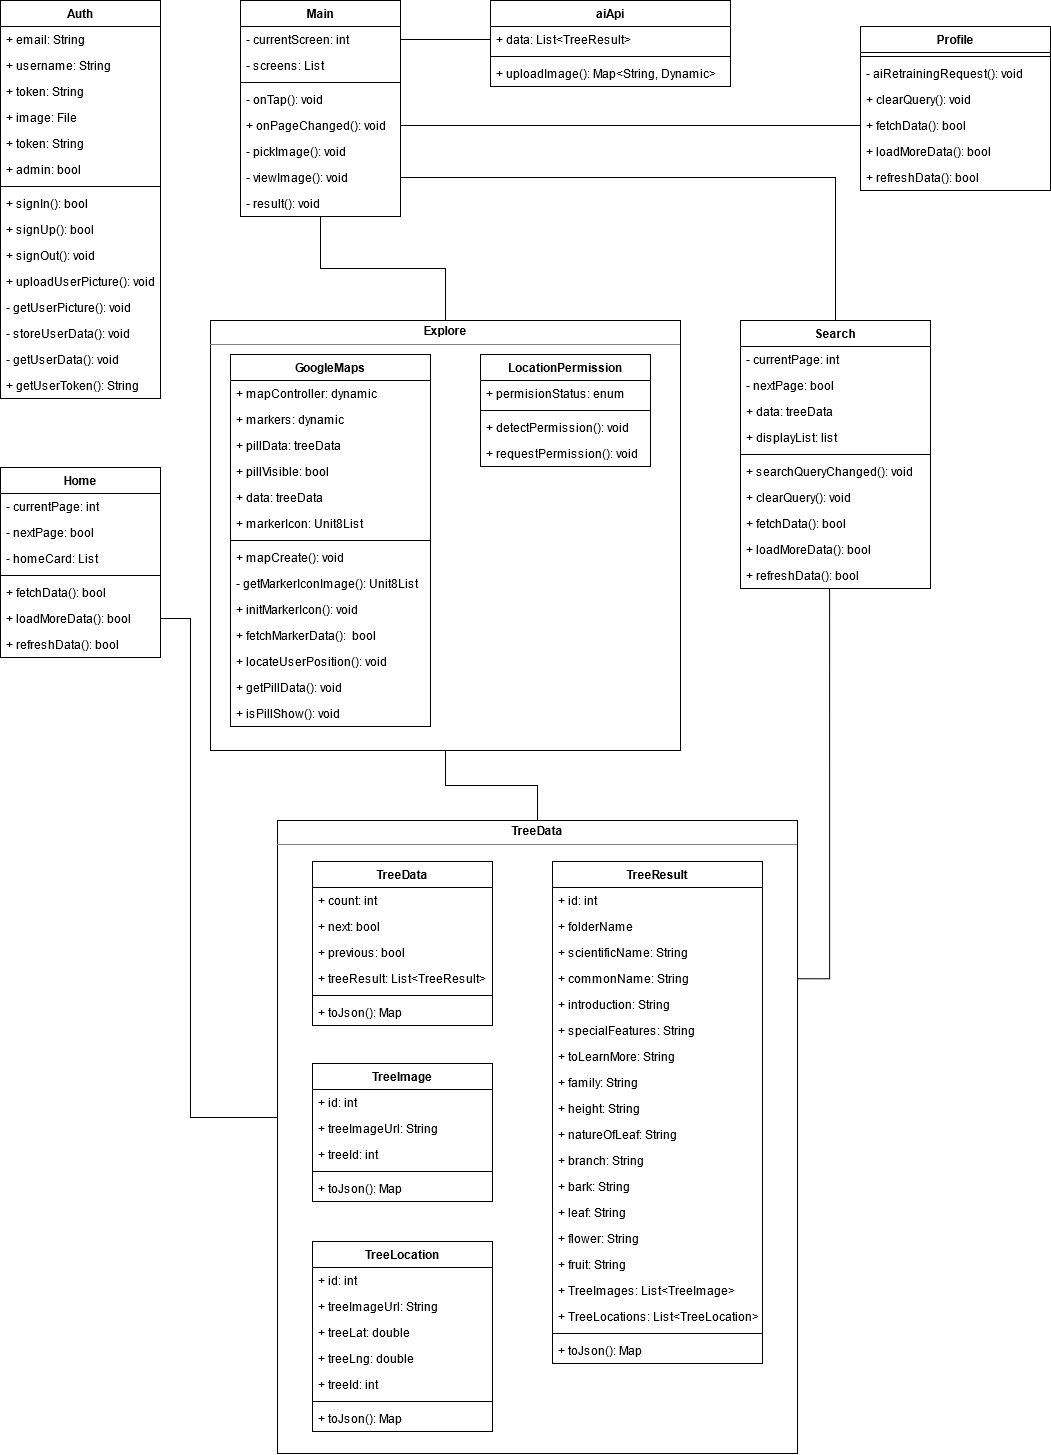 Auth
+ email: String
+ username: String
+ token: String
+ image: File
+ token: String
+ admin: bool
+ signIn(): bool
+ signUp(): bool
+ signOut(): void
+ uploadUserPicture(): void
- getUserPicture(): void
- storeUserData(): void
- getUserData(): void
+ getUserToken(): String
Main
- currentScreen: int
- screens: List
- onTap(): void
+ onPageChanged(): void
- pickImage(): void
- viewImage(): void
- result(): void
aiApi
+ data: List<TreeResult>
+ uploadImage(): Map<String, Dynamic>
Profile
- aiRetrainingRequest(): void
+ clearQuery(): void
+ fetchData(): bool
+ loadMoreData(): bool
+ refreshData(): bool
Home
- currentPage: int
- nextPage: bool
- homeCard: List
+ fetchData(): bool
+ loadMoreData(): bool
+ refreshData(): bool
Explore
GoogleMaps
+ mapController: dynamic
+ markers: dynamic
+ pillData: treeData
+ pillVisible: bool
+ data: treeData
+ markerIcon: Unit8List
+ mapCreate(): void
- getMarkerIconImage(): Unit8List
+ initMarkerIcon(): void
+ fetchMarkerData(): bool
+ locateUserPosition(): void
+ getPillData(): void
+ isPillShow(): void
LocationPermission
+ permisionStatus: enum
+ detectPermission(): void
+ requestPermission(): void
Search
- currentPage: int
- nextPage: bool
+ data: treeData
+ displayList: list
+ searchQueryChanged(): void
+ clearQuery(): void
+ fetchData(): bool
+ loadMoreData(): bool
+ refreshData(): bool
TreeData
TreeData
+ count: int
+ next: bool
+ previous: bool
+ treeResult: List<TreeResult>
+ toJson(): Map
TreeImage
+ id: int
+ treeImageUrl: String
+ treeId: int
+ toJson(): Map
TreeLocation
+ id: int
+ treeImageUrl: String
+ treeLat: double
+ treeLng: double
+ treeId: int
+ toJson(): Map
TreeResult
+ id: int
+ folderName
+ scientificName: String
+ commonName: String
+ introduction: String
+ specialFeatures: String
+ toLearnMore: String
+ family: String
+ height: String
+ natureOfLeaf: String
+ branch: String
+ bark: String
+ leaf: String
+ flower: String
+ fruit: String
+ TreeImages: List<TreeImage>
+ TreeLocations: List<TreeLocation>
+ toJson(): Map